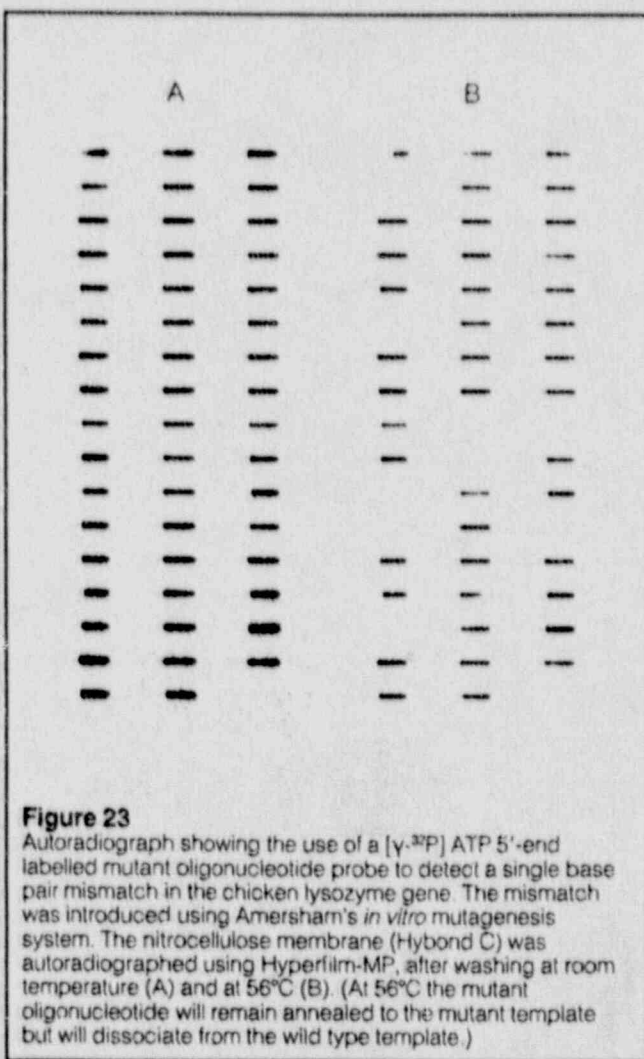 A B
Figure 23
Autoradiograph showing the use of a [γ-³²P] ATP 5'-end
labelled mutant oligonucleotide probe to detect a single base
pair mismatch in the chicken lysozyme gene. The mismatch
was introduced using Amersham's in vitro mutagenesis
system. The nitrocellulose membrane (Hybond C) was
autoradiographed using Hyperfilm-MP, after washing at room
temperature (A) and at 56°C (B). (At 56°C the mutant
oligonucleotide will remain annealed to the mutant template
but will dissociate from the wild type template.)